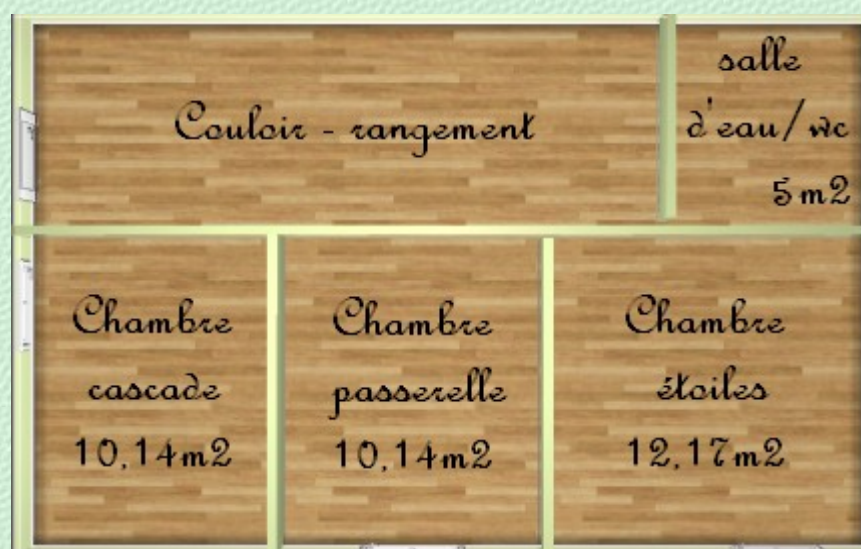 Couloir - rangement
salle
d'eau/wc
5m2
Chambre
cascade
10,14m2
Chambre
passerelle
10,14m2
Chambre
étoiles
12,17m2